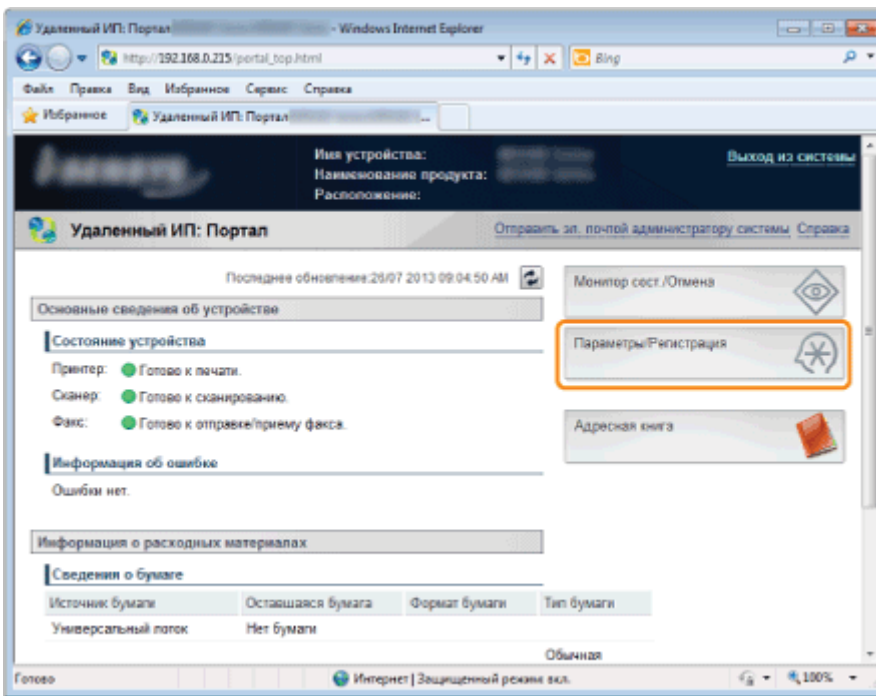 Удаленный ИП: Портал - Windows Internet Explorer
http://192.168.0.215/portal_top.html
Bing
Файл Правка Вид Избранное Сервис Справка
Избранное
Удаленный ИП: Портал ...
Имя устройства:
Наименование продукта:
Расположение:
Выход из системы
Удаленный ИП: Портал
Отправить эл. почтой администратору системы Справка
Последнее обновление:26/07 2013 09:04:50 AM
Основные сведения об устройстве
Состояние устройства
Принтер: Готово к печати.
Сканер: Готово к сканированию.
Факс: Готово к отправке/приему факса.
Информация об ошибке
Ошибки нет.
Монитор сост./Отмена
Параметры/Регистрация
Адресная книга
Информация о расходных материалах
Сведения о бумаге
Источник бумаги Оставшаяся бумага Формат бумаги Тип бумаги
Универсальный лоток Нет бумаги
Обычная
Готово
Интернет | Защищенный режим вкл.
100%